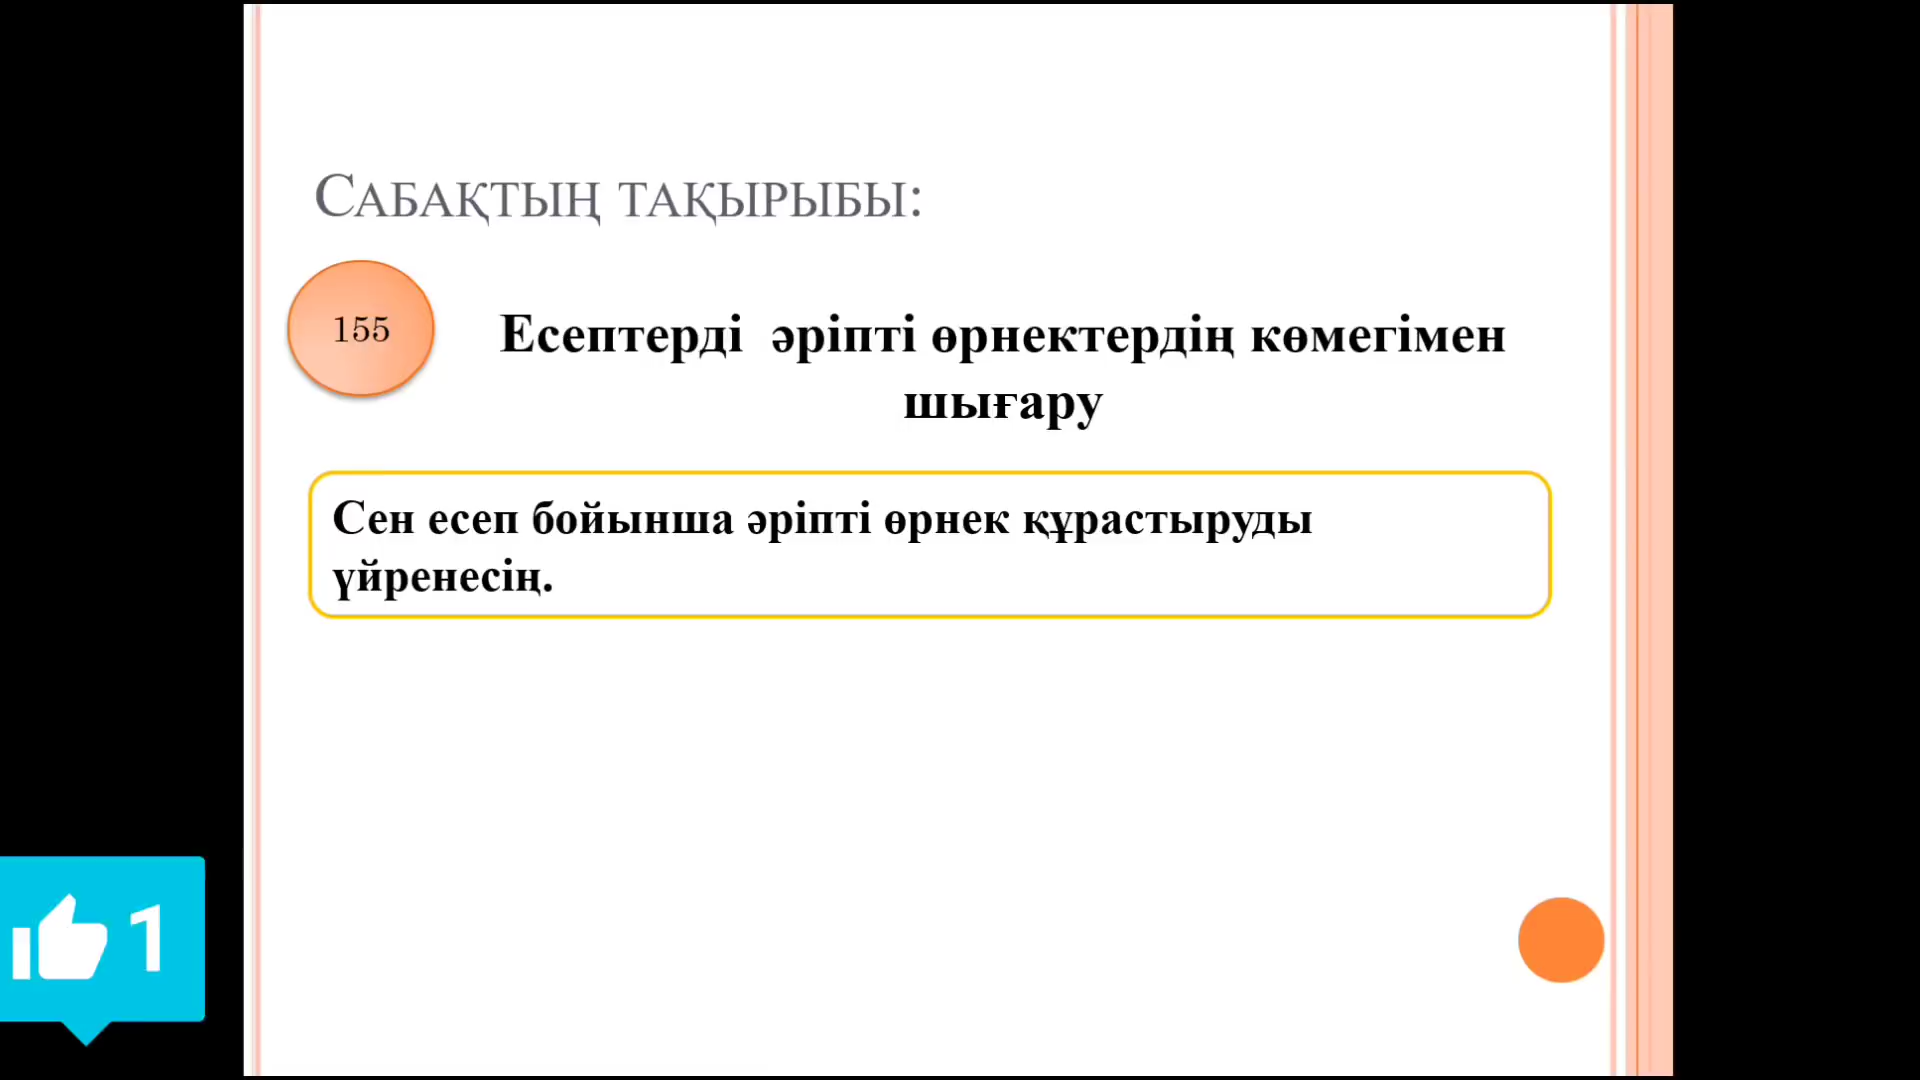 Сабақтың тақырыбы:
155
Есептерді әріпті өрнектердің көмегімен
шығару
Сен есеп бойынша әріпті өрнек құрастыруды
үйренесің.
1